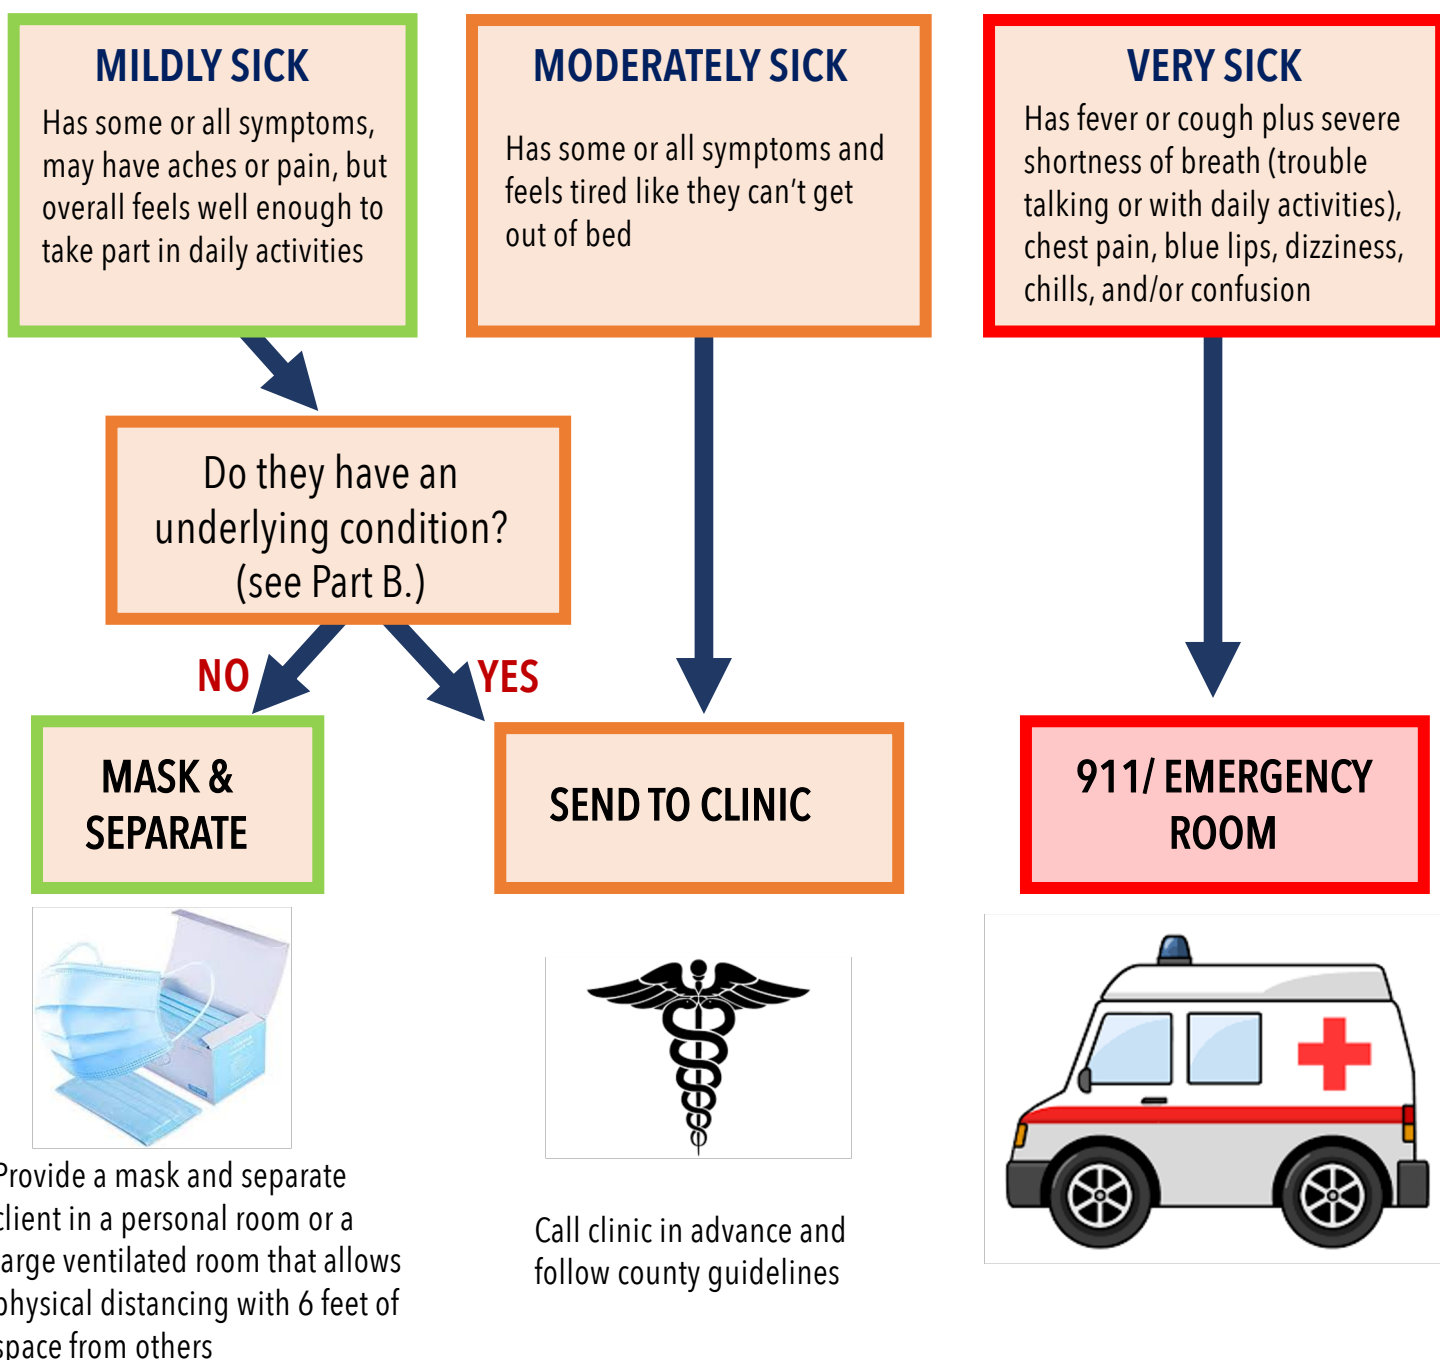 MILDLY SICK
Has some or all symptoms,
may have aches or pain, but
overall feels well enough to
take part in daily activities
MODERATELY SICK
Has some or all symptoms and
feels tired like they can't get
out of bed
VERY SICK
Has fever or cough plus severe
shortness of breath (trouble
talking or with daily activities),
chest pain, blue lips, dizziness,
chills, and/or confusion
Do they have an
underlying condition?
(see Part B.)
NO
YES
MASK &
SEPARATE
SEND TO CLINIC
911/ EMERGENCY
ROOM
Provide a mask and separate
client in a personal room or a
large ventilated room that allows
physical distancing with 6 feet of
space from others
Call clinic in advance and
follow county guidelines